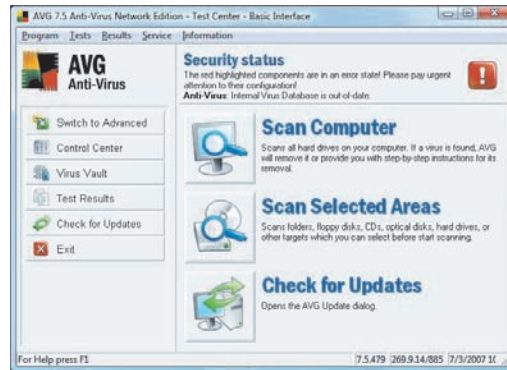 AVG 7.5 Anti-Virus Network Edition - Test Center - Basic Interface
Program Tests Results Service Information
AVG
Anti-Virus
Switch to Advanced
Control Center
Virus Vault
Test Results
Check for Updates
Exit
Security status
The red highlighted components are in an error state! Please pay urgent
attention to their configuration!
Anti-Virus: Internal Virus Database is out-of-date.
Scan Computer
Scans all hard drives on your computer. If a virus is found, AVG
will remove it or provide you with step-by-step instructions for its
removal.
Scan Selected Areas
Scans folders, floppy disks, CDs, optical disks, hard drives, or
other targets which you can select before start scanning.
Check for Updates
Opens the AVG Update dialog.
For Help press F1 7.5.479 269.9.14/885 7/3/2007